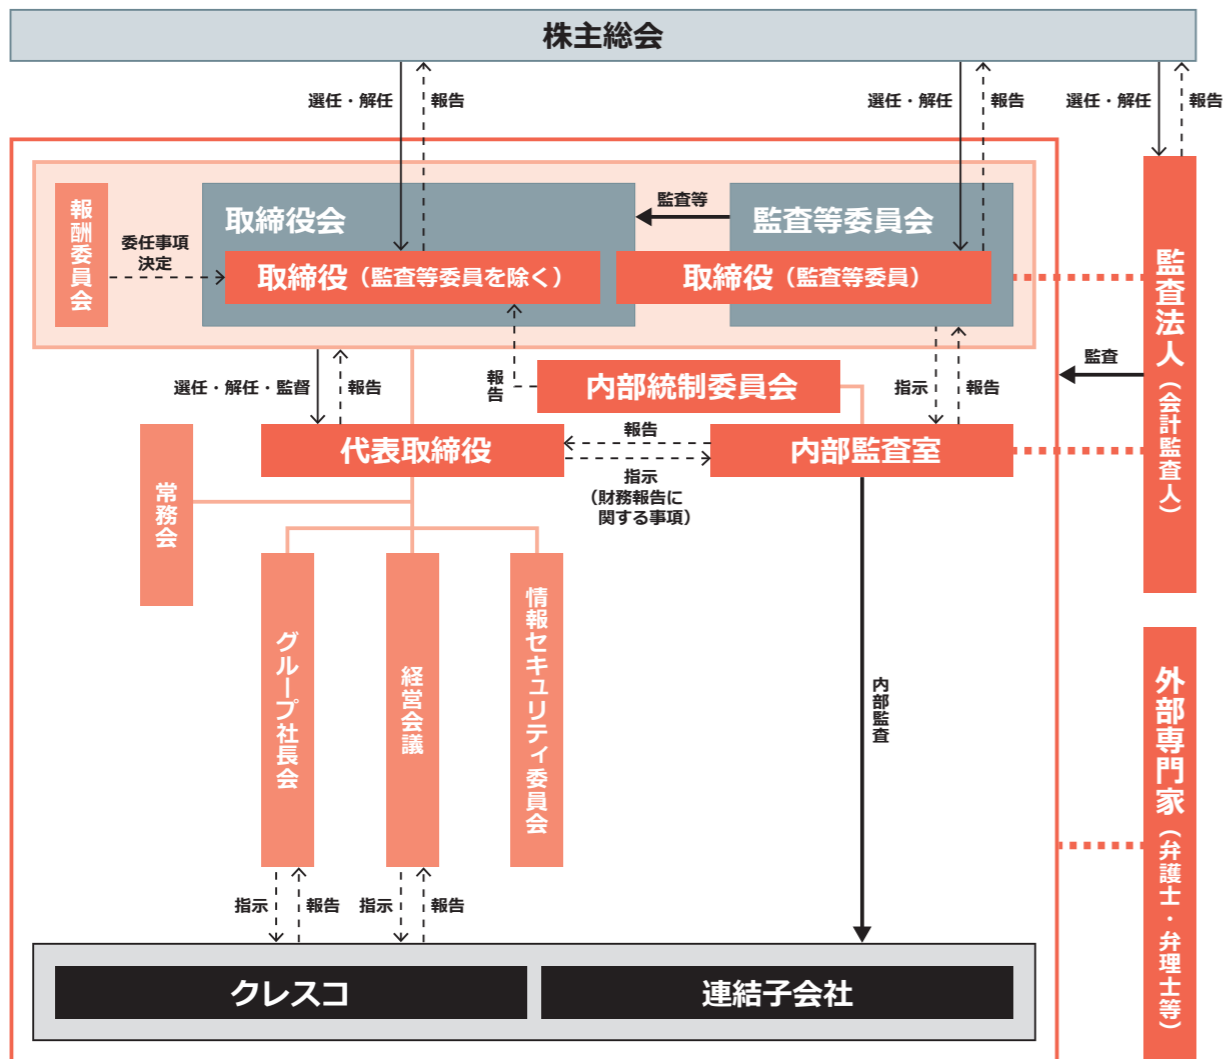 株主総会
選任・解任
報告
選任・解任
報告
選任・解任
報告
報酬委員会
委任事項
決定
取締役会
監査等
監査等委員会
取締役（監査等委員を除く）
取締役（監査等委員）
監査法人（会計監査人）
監査
選任・解任・監督
報告
報告
内部統制委員会
指示
報告
代表取締役
報告
指示
（財務報告に
関する事項）
内部監査室
常務会
グループ社長会
経営会議
情報セキュリティ委員会
内部監査
外部専門家（弁護士・弁理士等）
指示
報告
指示
報告
クレスコ
連結子会社